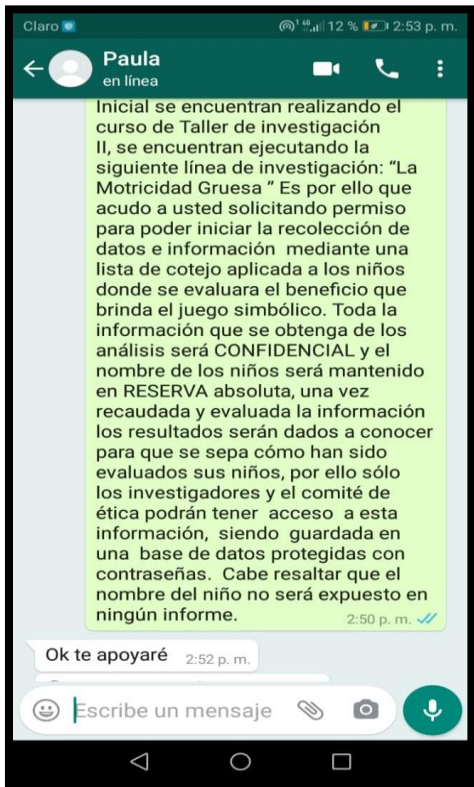 Claro 12 % 2:53 p. m.
Paula
en línea
Inicial se encuentran realizando el
curso de Taller de investigación
II, se encuentran ejecutando la
siguiente línea de investigación: “La
Motricidad Gruesa ” Es por ello que
acudo a usted solicitando permiso
para poder iniciar la recolección de
datos e información mediante una
lista de cotejo aplicada a los niños
donde se evaluara el beneficio que
brinda el juego simbólico. Toda la
información que se obtenga de los
análisis será CONFIDENCIAL y el
nombre de los niños será mantenido
en RESERVA absoluta, una vez
recaudada y evaluada la información
los resultados serán dados a conocer
para que se sepa cómo han sido
evaluados sus niños, por ello sólo
los investigadores y el comité de
ética podrán tener acceso a esta
información, siendo guardada en
una base de datos protegidas con
contraseñas. Cabe resaltar que el
nombre del niño no será expuesto en
ningún informe. 2:50 p. m.
Ok te apoyaré 2:52 p. m.
Escribe un mensaje